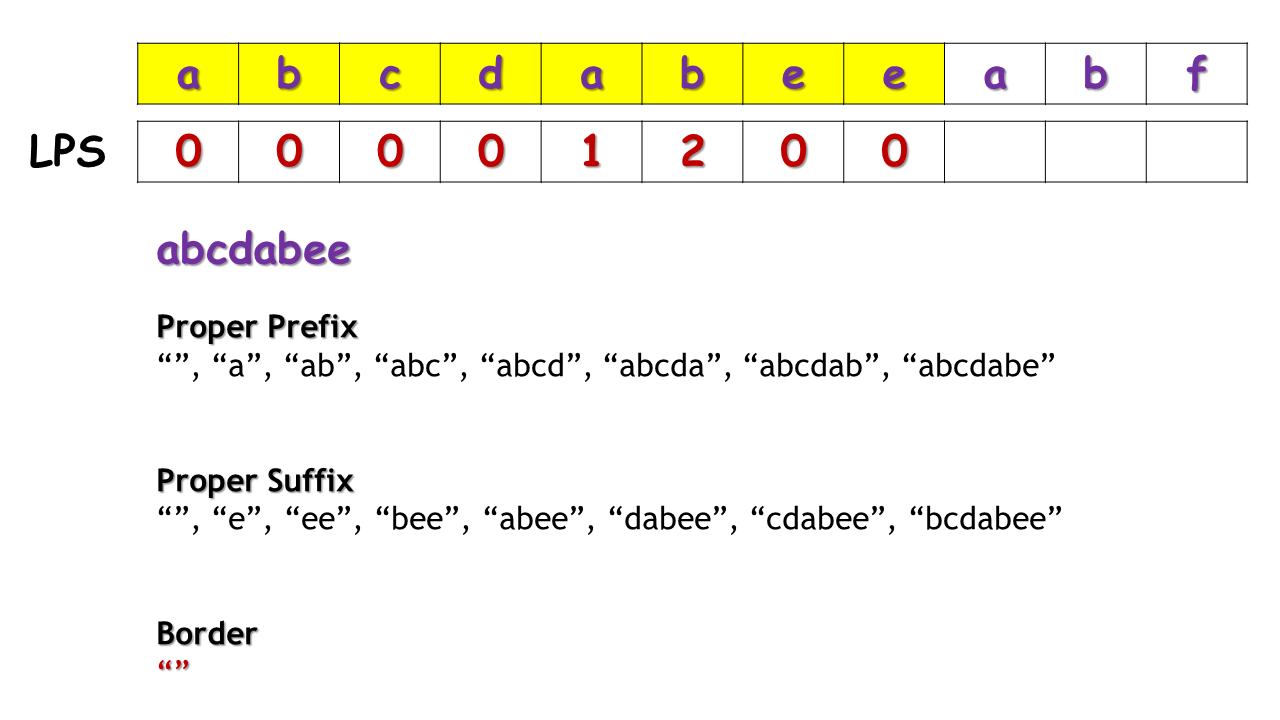 a b c d a b e e a b f
LPS 0 0 0 0 1 2 0 0
abcdabee
Proper Prefix
“”, “a”, “ab”, “abc”, “abcd”, “abcda”, “abcdab”, “abcdabe”
Proper Suffix
“”, “e”, “ee”, “bee”, “abee”, “dabee”, “cdabee”, “bcdabee”
Border
“”